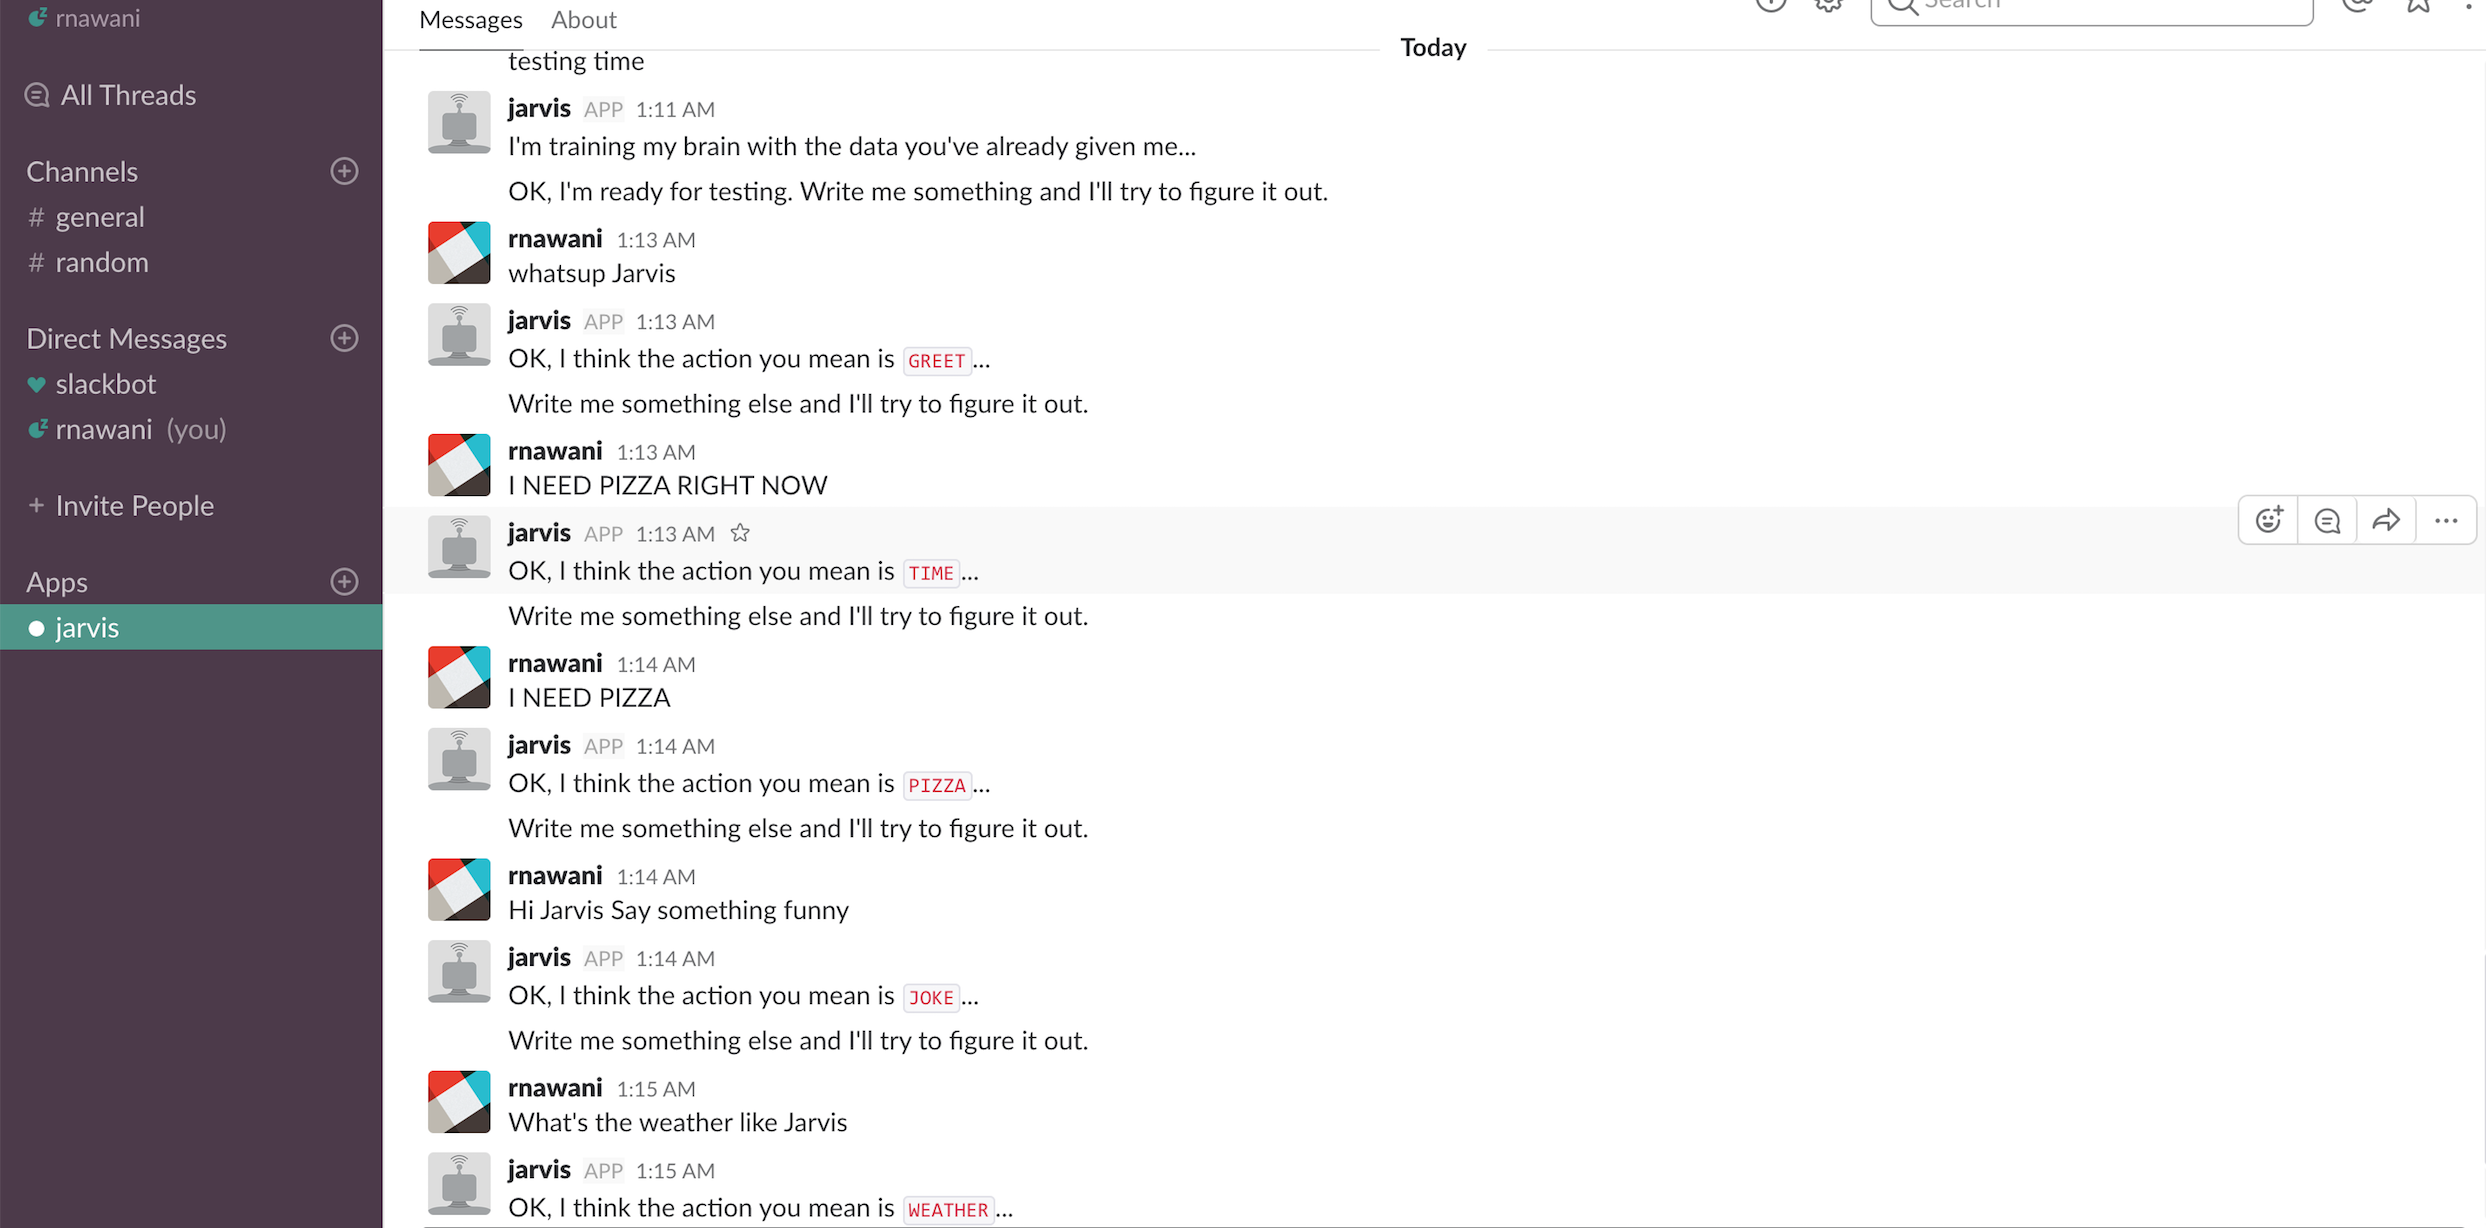 rnawani
All Threads
Channels
# general
# random
Direct Messages
slackbot
rnawani (you)
+ Invite People
Apps
jarvis
Messages About
Search
Today
testing time
jarvis APP 1:11 AM
I'm training my brain with the data you've already given me...
OK, I'm ready for testing. Write me something and I'll try to figure it out.
rnawani 1:13 AM
whatsup Jarvis
jarvis APP 1:13 AM
OK, I think the action you mean is GREET...
Write me something else and I'll try to figure it out.
rnawani 1:13 AM
I NEED PIZZA RIGHT NOW
jarvis APP 1:13 AM
OK, I think the action you mean is TIME...
Write me something else and I'll try to figure it out.
rnawani 1:14 AM
I NEED PIZZA
jarvis APP 1:14 AM
OK, I think the action you mean is PIZZA...
Write me something else and I'll try to figure it out.
rnawani 1:14 AM
Hi Jarvis Say something funny
jarvis APP 1:14 AM
OK, I think the action you mean is JOKE...
Write me something else and I'll try to figure it out.
rnawani 1:15 AM
What's the weather like Jarvis
jarvis APP 1:15 AM
OK, I think the action you mean is WEATHER...